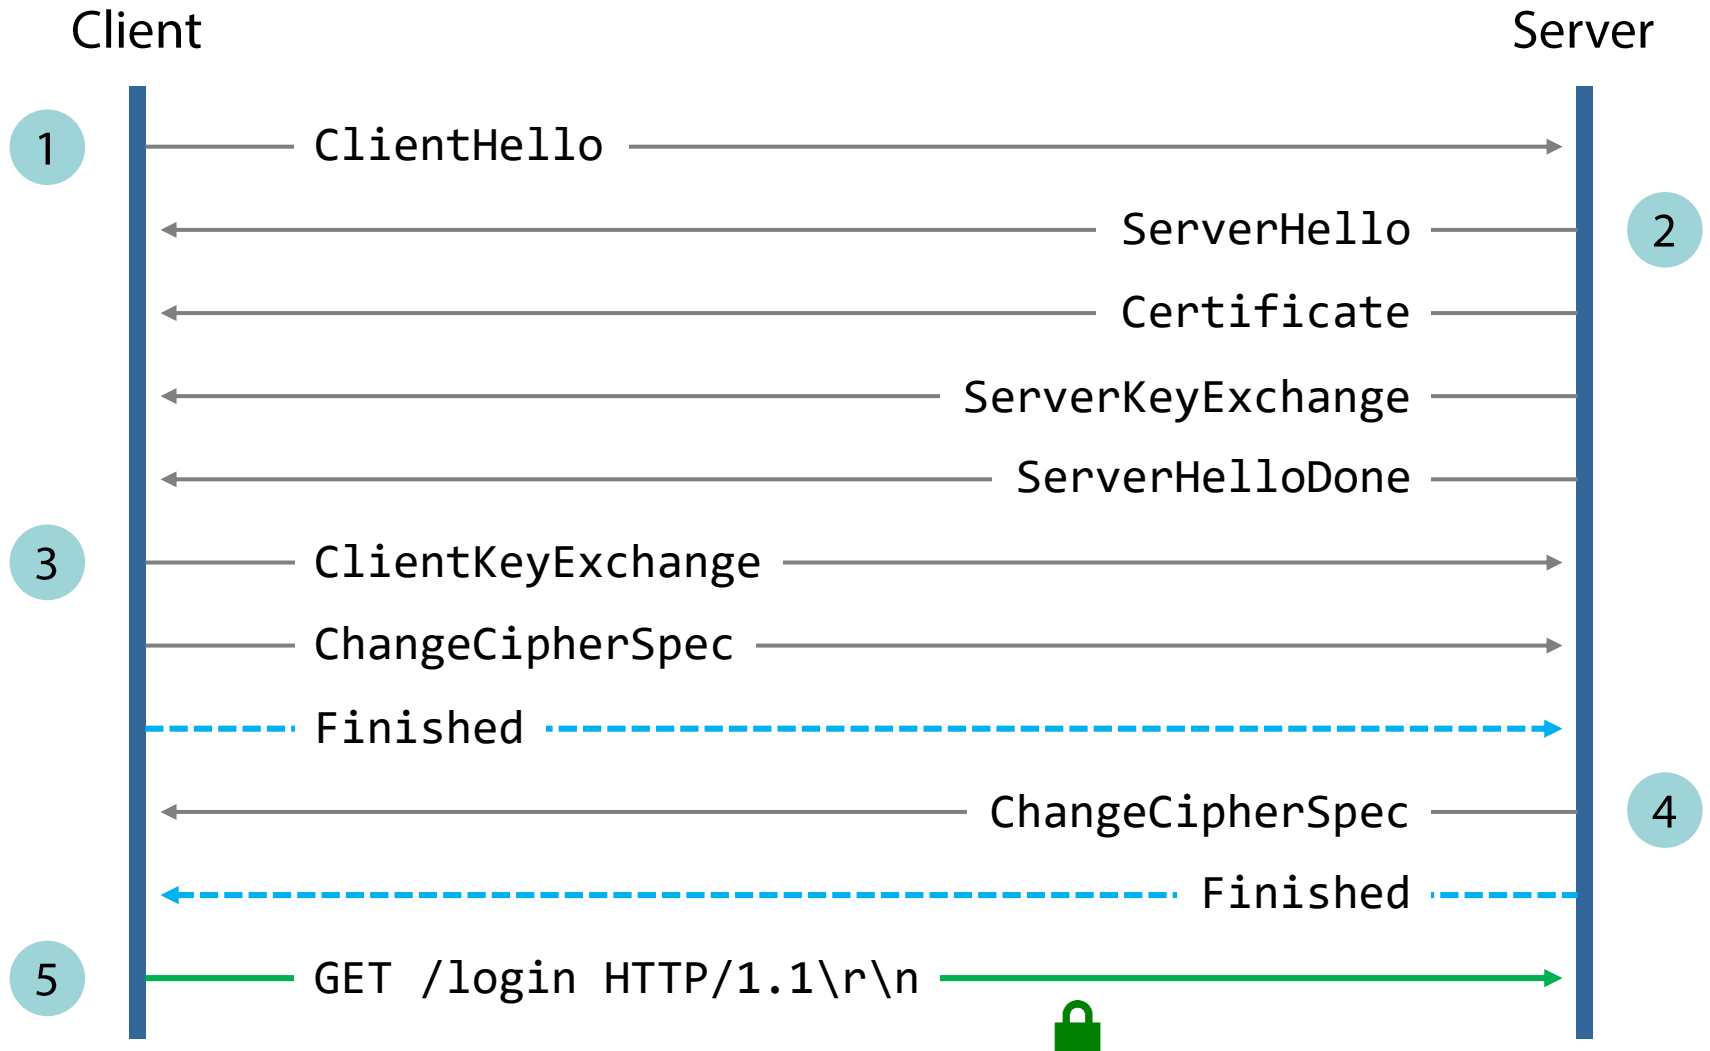 Client Server
1 ClientHello
ServerHello 2
Certificate
ServerKeyExchange
ServerHelloDone
3 ClientKeyExchange
ChangeCipherSpec
Finished
ChangeCipherSpec 4
Finished
5 GET /login HTTP/1.1\r\n